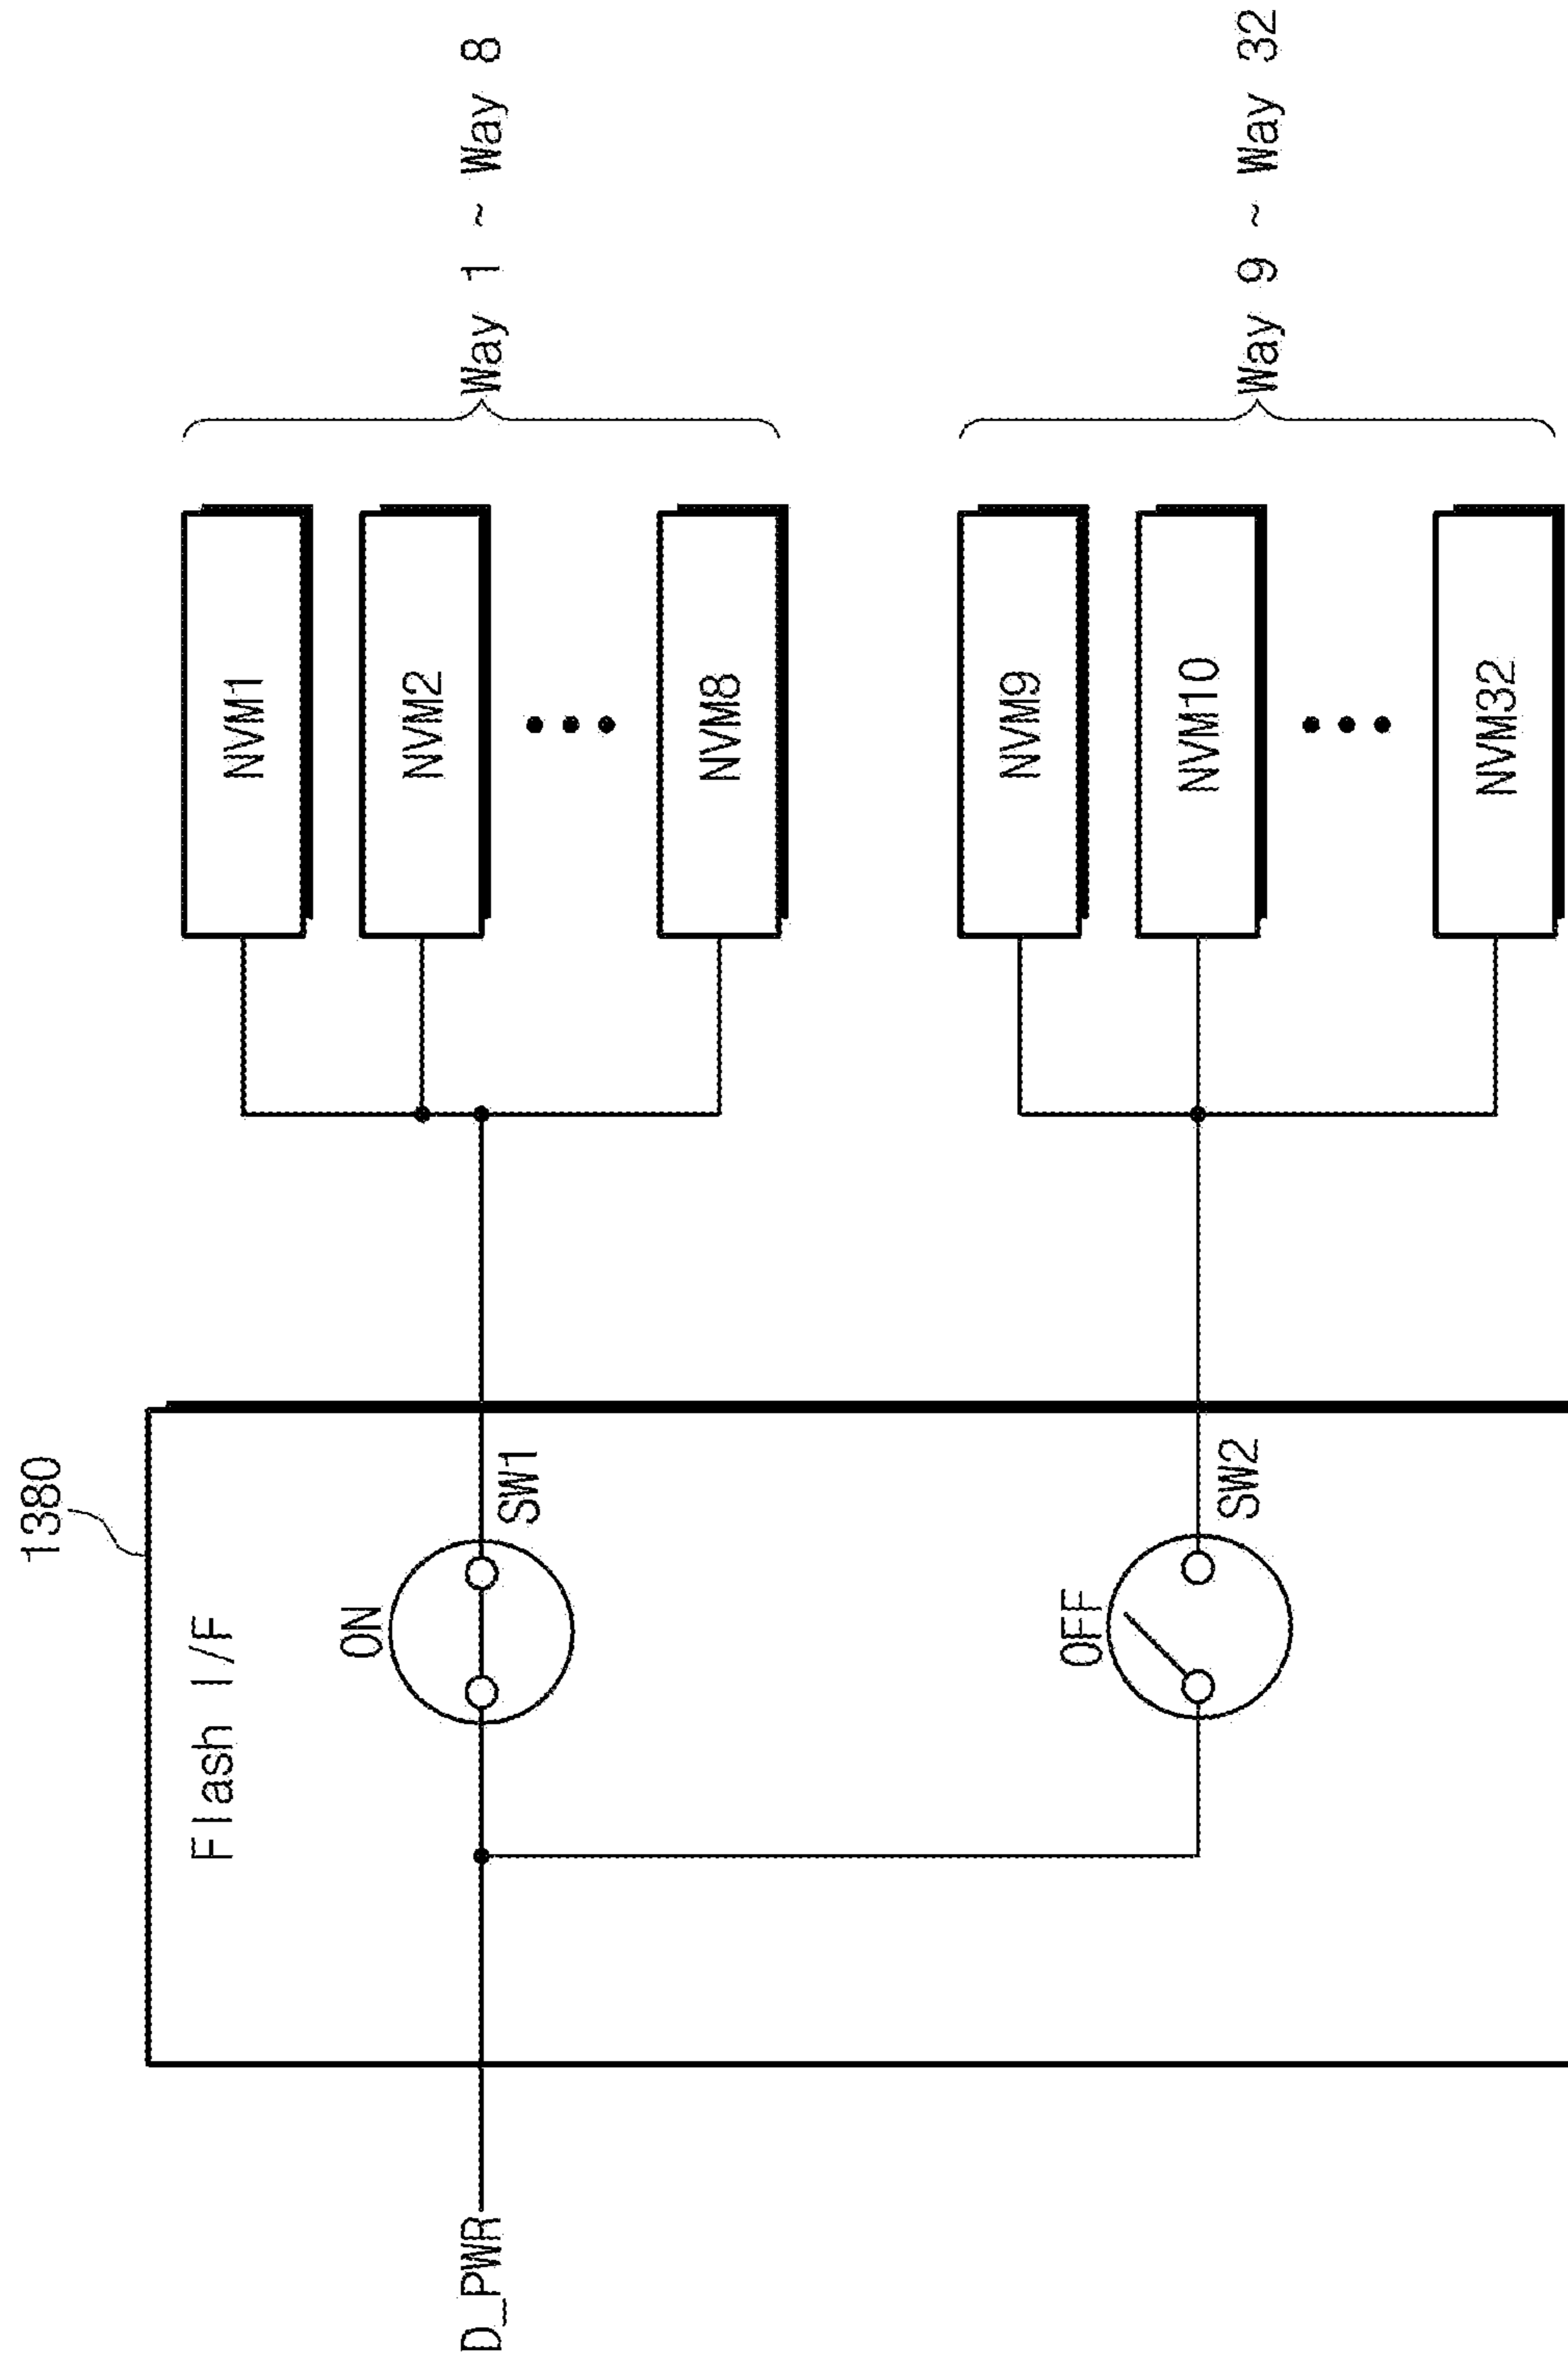 1380
Flash I/F
D_PWR
ON
SW1
OFF
SW2
NVM1
NVM2
NVM8
Way 1 ~ Way 8
NVM9
NVM10
NVM32
Way 9 ~ Way 32